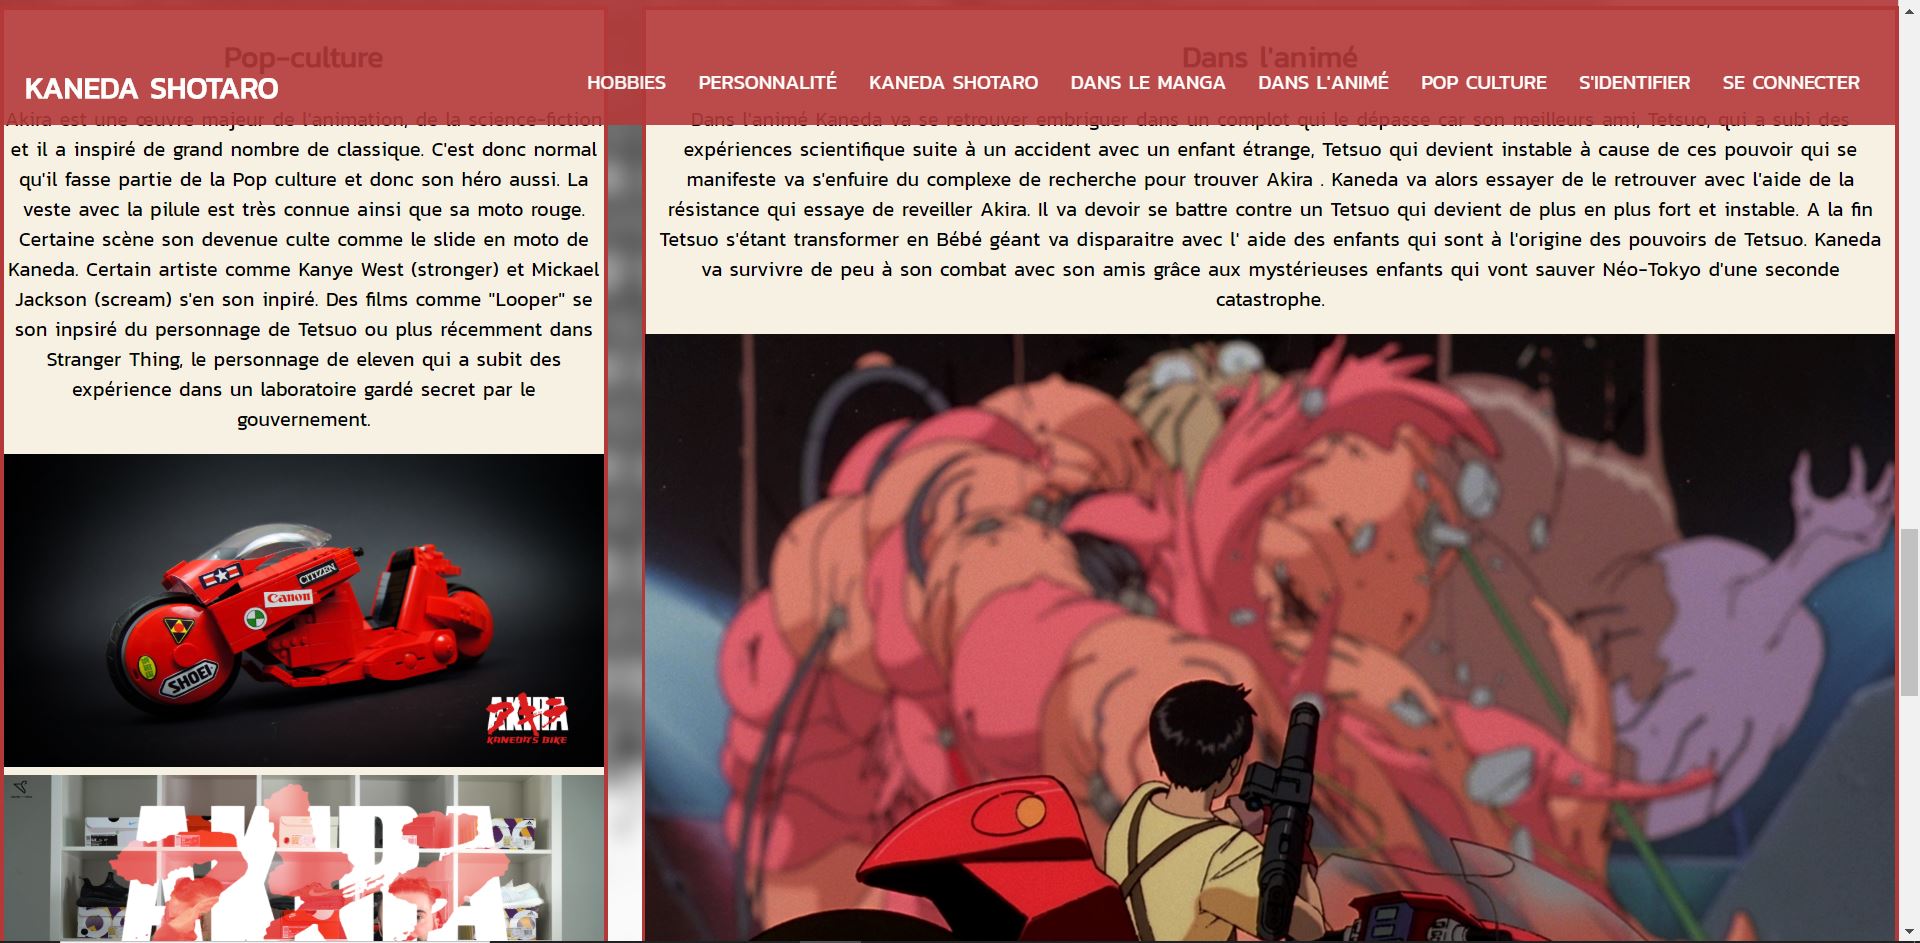 Pop-culture
Dans l'animé
KANEDA SHOTARO
HOBBIES PERSONNALITÉ KANEDA SHOTARO DANS LE MANGA DANS L'ANIMÉ POP CULTURE S'IDENTIFIER SE CONNECTER
Akira est une œuvre majeur de l'animation, de la science-fiction
et il a inspiré de grand nombre de classique. C'est donc normal
qu'il fasse partie de la Pop culture et donc son héro aussi. La
veste avec la pilule est très connue ainsi que sa moto rouge.
Certaine scène son devenue culte comme le slide en moto de
Kaneda. Certain artiste comme Kanye West (stronger) et Mickael
Jackson (scream) s'en son inpiré. Des films comme "Looper" se
son inpsiré du personnage de Tetsuo ou plus récemment dans
Stranger Thing, le personnage de eleven qui a subit des
expérience dans un laboratoire gardé secret par le
gouvernement.
Dans l'animé Kaneda va se retrouver embriguer dans un complot qui le dépasse car son meilleurs ami, Tetsuo, qui a subi des
expériences scientifique suite à un accident avec un enfant étrange, Tetsuo qui devient instable à cause de ces pouvoir qui se
manifeste va s'enfuire du complexe de recherche pour trouver Akira . Kaneda va alors essayer de le retrouver avec l'aide de la
résistance qui essaye de reveiller Akira. Il va devoir se battre contre un Tetsuo qui devient de plus en plus fort et instable. A la fin
Tetsuo s'étant transformer en Bébé géant va disparaitre avec l' aide des enfants qui sont à l'origine des pouvoirs de Tetsuo. Kaneda
va survivre de peu à son combat avec son amis grâce aux mystérieuses enfants qui vont sauver Néo-Tokyo d'une seconde
catastrophe.
CITIZEN
Canon
SHOEI
AKIRA
アキラ
KANEDA'S BIKE
AKIRA